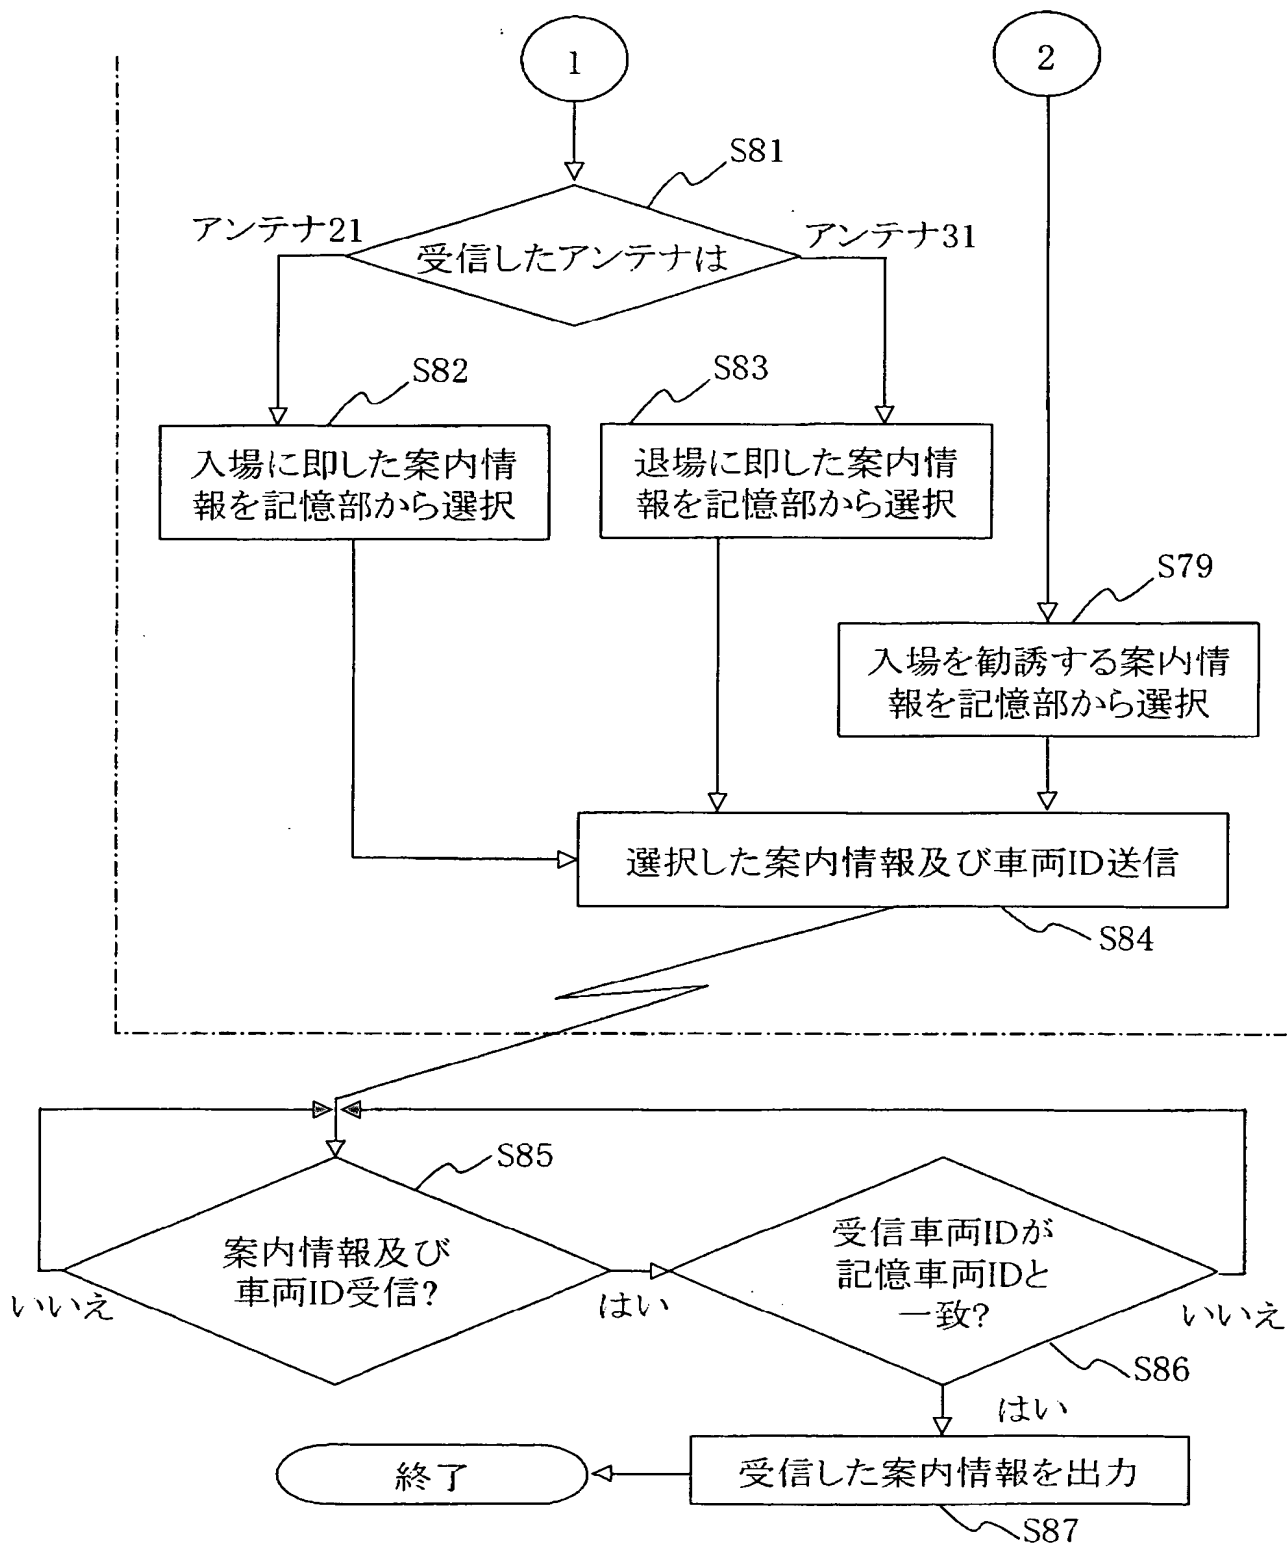 1
2
S81
アンテナ21
受信したアンテナは
アンテナ31
S82
S83
入場に即した案内情
報を記憶部から選択
退場に即した案内情
報を記憶部から選択
S79
入場を勧誘する案内情
報を記憶部から選択
選択した案内情報及び車両ID送信
S84
S85
案内情報及び
車両ID受信?
いいえ
はい
受信車両IDが
記憶車両IDと
一致?
いいえ
S86
はい
受信した案内情報を出力
終了
S87